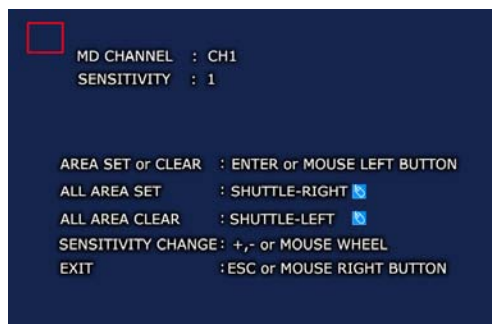 MD CHANNEL : CH1
SENSITIVITY : 1
AREA SET or CLEAR : ENTER or MOUSE LEFT BUTTON
ALL AREA SET : SHUTTLE-RIGHT
ALL AREA CLEAR : SHUTTLE-LEFT
SENSITIVITY CHANGE : +,- or MOUSE WHEEL
EXIT : ESC or MOUSE RIGHT BUTTON